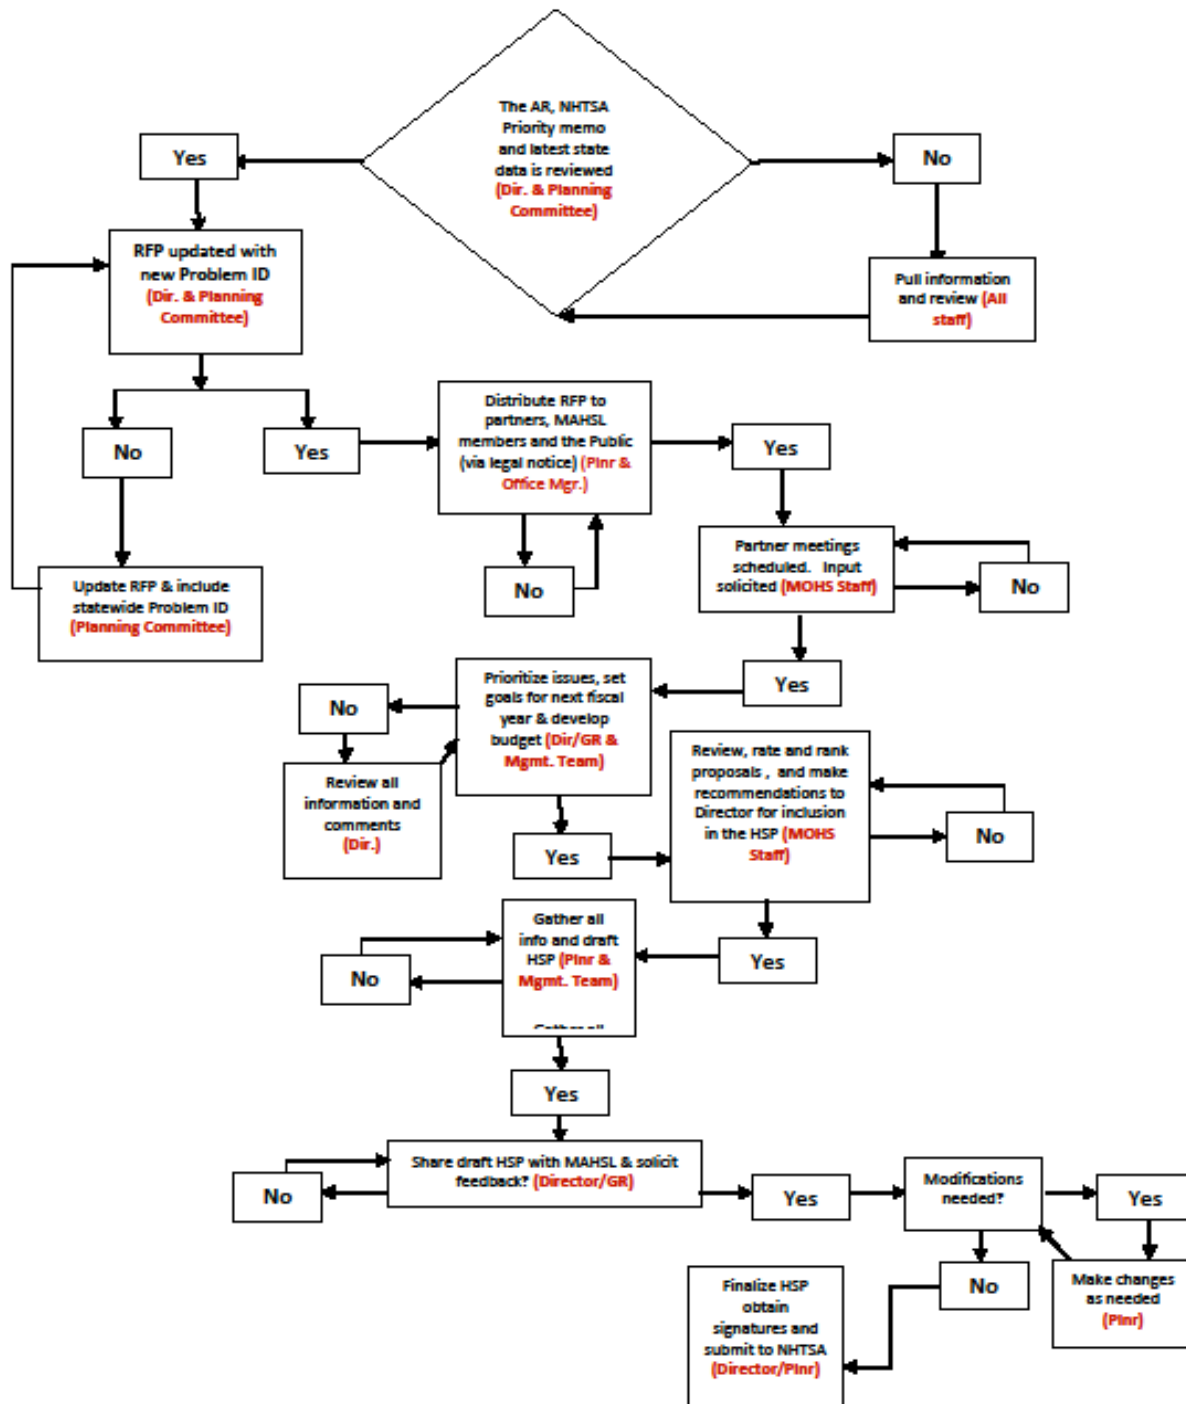 The AR, NHTSA
Priority memo
and latest state
data is reviewed
(Dir. & Planning
Committee)
Yes
No
RFP updated with
new Problem ID
(Dir. & Planning
Committee)
Pull information
and review (All
staff)
No
Yes
Distribute RFP to
partners, MAHSL
members and the Public
(via legal notice) (Plnr &
Office Mgr.)
Yes
No
Partner meetings
scheduled. Input
solicited (MOHS Staff)
No
Update RFP & include
statewide Problem ID
(Planning Committee)
Yes
Prioritize issues, set
goals for next fiscal
year & develop
budget (Dir/GR &
Mgmt. Team)
No
Review all
information and
comments
(Dir.)
Yes
Review, rate and rank
proposals , and make
recommendations to
Director for inclusion
in the HSP (MOHS
Staff)
No
Yes
Gather all
info and draft
HSP (Plnr &
Mgmt. Team)
Gather all
No
Yes
Share draft HSP with MAHSL & solicit
feedback? (Director/GR)
No
Yes
Modifications
needed?
Yes
No
Make changes
as needed
(Plnr)
Finalize HSP
obtain
signatures and
submit to NHTSA
(Director/Plnr)